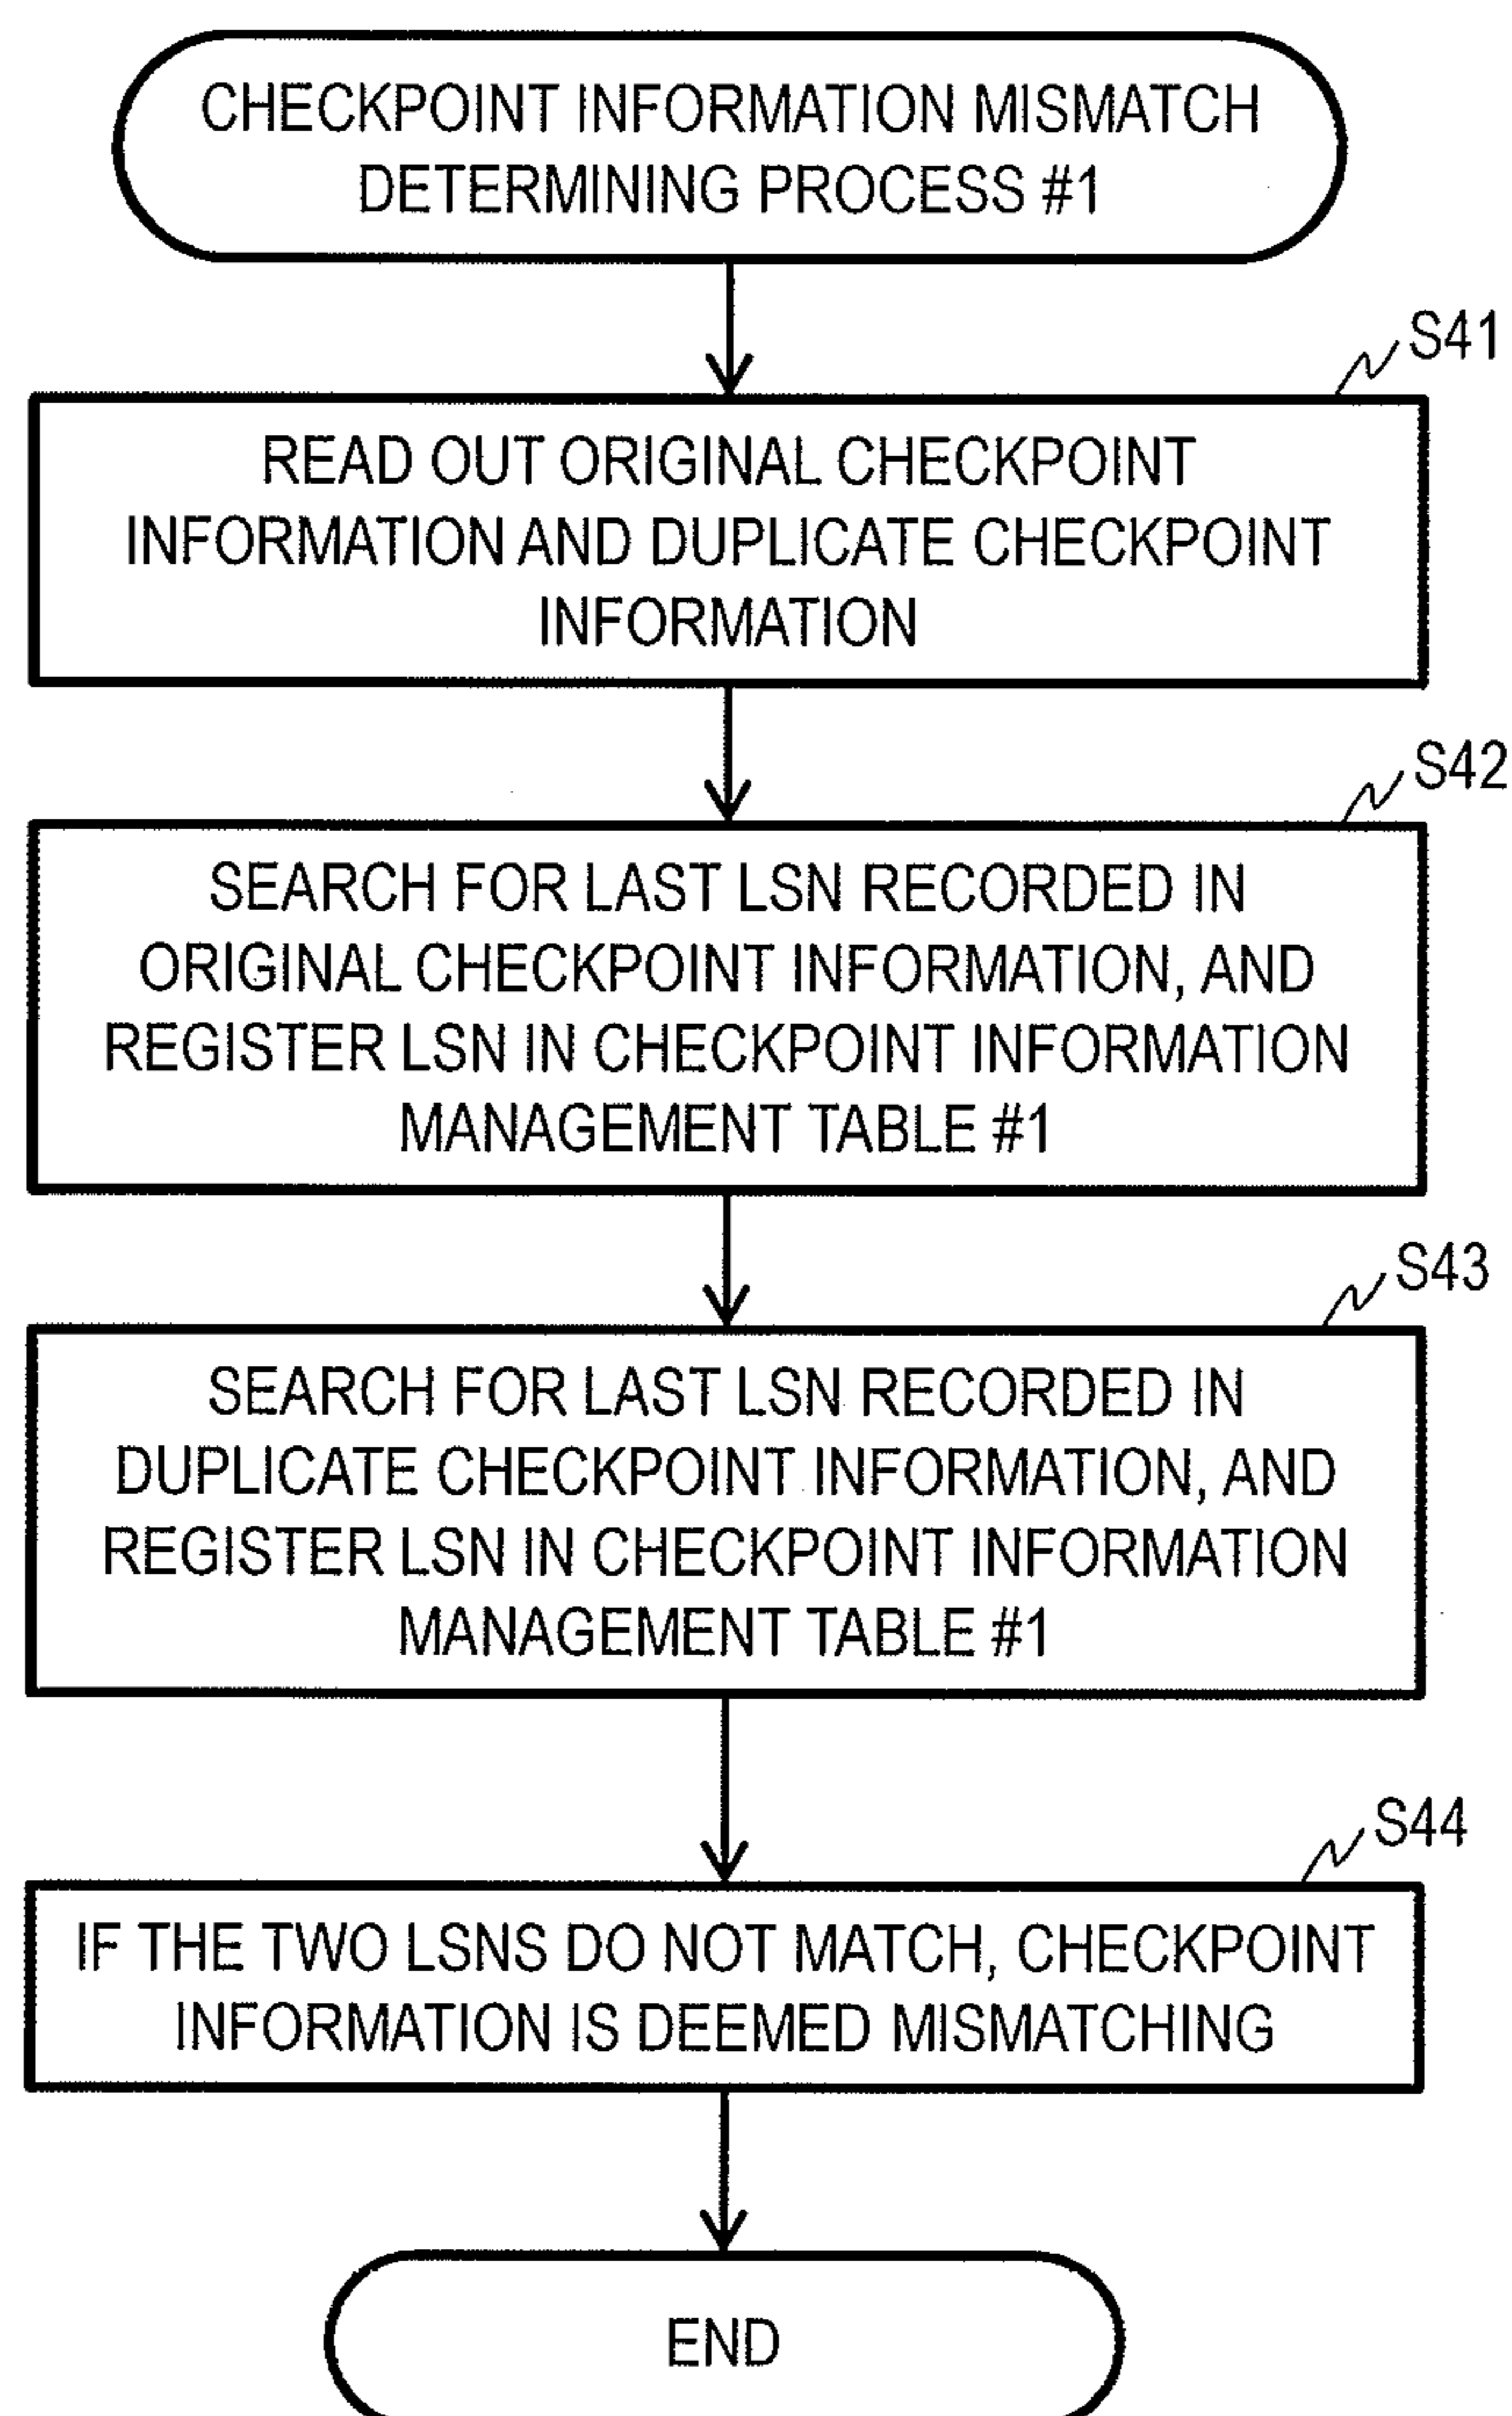 CHECKPOINT INFORMATION MISMATCH
DETERMINING PROCESS #1
S41
READ OUT ORIGINAL CHECKPOINT
INFORMATION AND DUPLICATE CHECKPOINT
INFORMATION
S42
SEARCH FOR LAST LSN RECORDED IN
ORIGINAL CHECKPOINT INFORMATION, AND
REGISTER LSN IN CHECKPOINT INFORMATION
MANAGEMENT TABLE #1
S43
SEARCH FOR LAST LSN RECORDED IN
DUPLICATE CHECKPOINT INFORMATION, AND
REGISTER LSN IN CHECKPOINT INFORMATION
MANAGEMENT TABLE #1
S44
IF THE TWO LSNS DO NOT MATCH, CHECKPOINT
INFORMATION IS DEEMED MISMATCHING
END